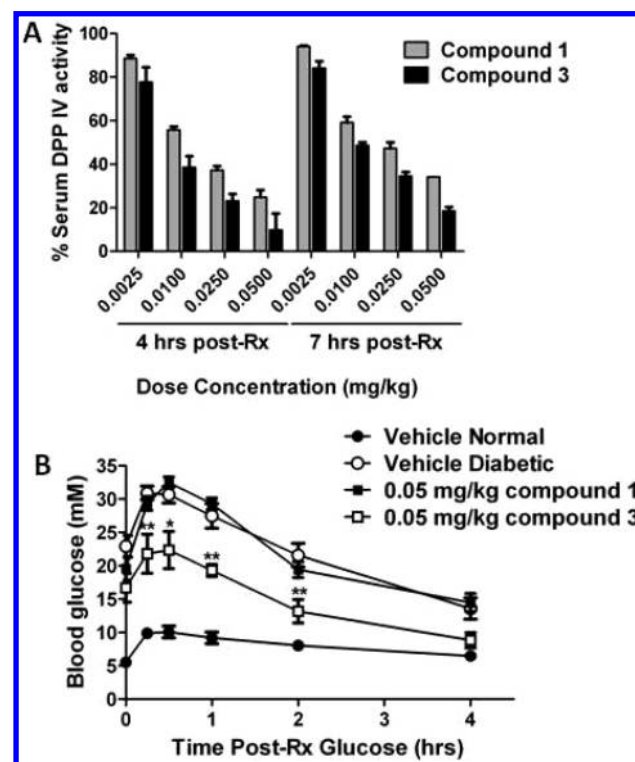 A
100
80
60
40
20
0
% Serum DPP IV activity
Compound 1
Compound 3
0.0025
0.0100
0.0250
0.0500
0.0025
0.0100
0.0250
0.0500
4 hrs post-Rx
7 hrs post-Rx
Dose Concentration (mg/kg)
B
Vehicle Normal
Vehicle Diabetic
0.05 mg/kg compound 1
0.05 mg/kg compound 3
35
30
25
20
15
10
5
0
Blood glucose (mM)
**
*
**
**
0
1
2
3
4
Time Post-Rx Glucose (hrs)